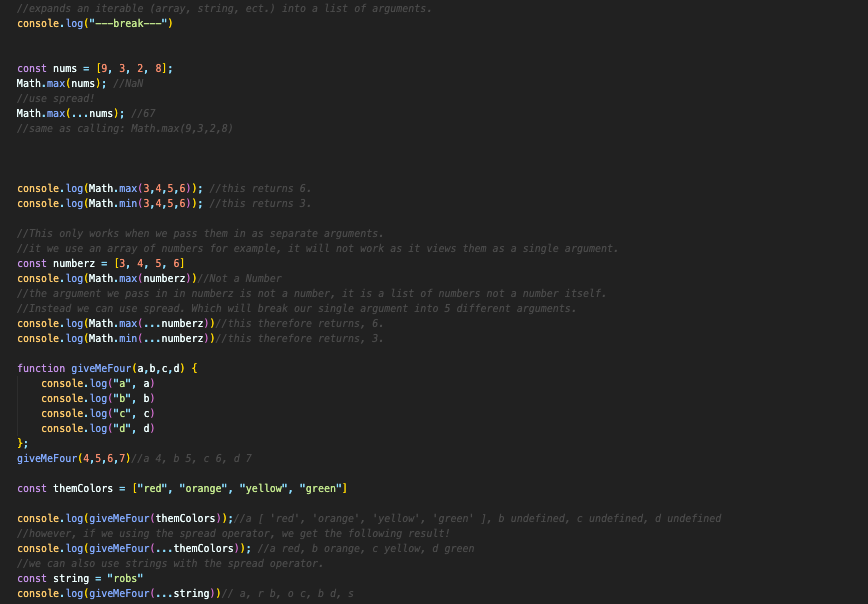 //expands an iterable (array, string, ect.) into a list of arguments.
console.log("---break---")
const nums = [9, 3, 2, 8];
Math.max(nums); //NaN
//use spread!
Math.max(...nums); //67
//same as calling: Math.max(9,3,2,8)
console.log(Math.max(3,4,5,6)); //this returns 6.
console.log(Math.min(3,4,5,6)); //this returns 3.
//This only works when we pass them in as separate arguments.
//it we use an array of numbers for example, it will not work as it views them as a single argument.
const numberz = [3, 4, 5, 6]
console.log(Math.max(numberz))//Not a Number
//the argument we pass in in numberz is not a number, it is a list of numbers not a number itself.
//Instead we can use spread. Which will break our single argument into 5 different arguments.
console.log(Math.max(...numberz))//this therefore returns, 6.
console.log(Math.min(...numberz))//this therefore returns, 3.
function giveMeFour(a,b,c,d) {
    console.log("a", a)
    console.log("b", b)
    console.log("c", c)
    console.log("d", d)
};
giveMeFour(4,5,6,7)//a 4, b 5, c 6, d 7
const themColors = ["red", "orange", "yellow", "green"]
console.log(giveMeFour(themColors));//a [ 'red', 'orange', 'yellow', 'green' ], b undefined, c undefined, d undefined
//however, if we using the spread operator, we get the following result!
console.log(giveMeFour(...themColors)); //a red, b orange, c yellow, d green
//we can also use strings with the spread operator.
const string = "robs"
console.log(giveMeFour(...string))// a, r b, o c, b d, s